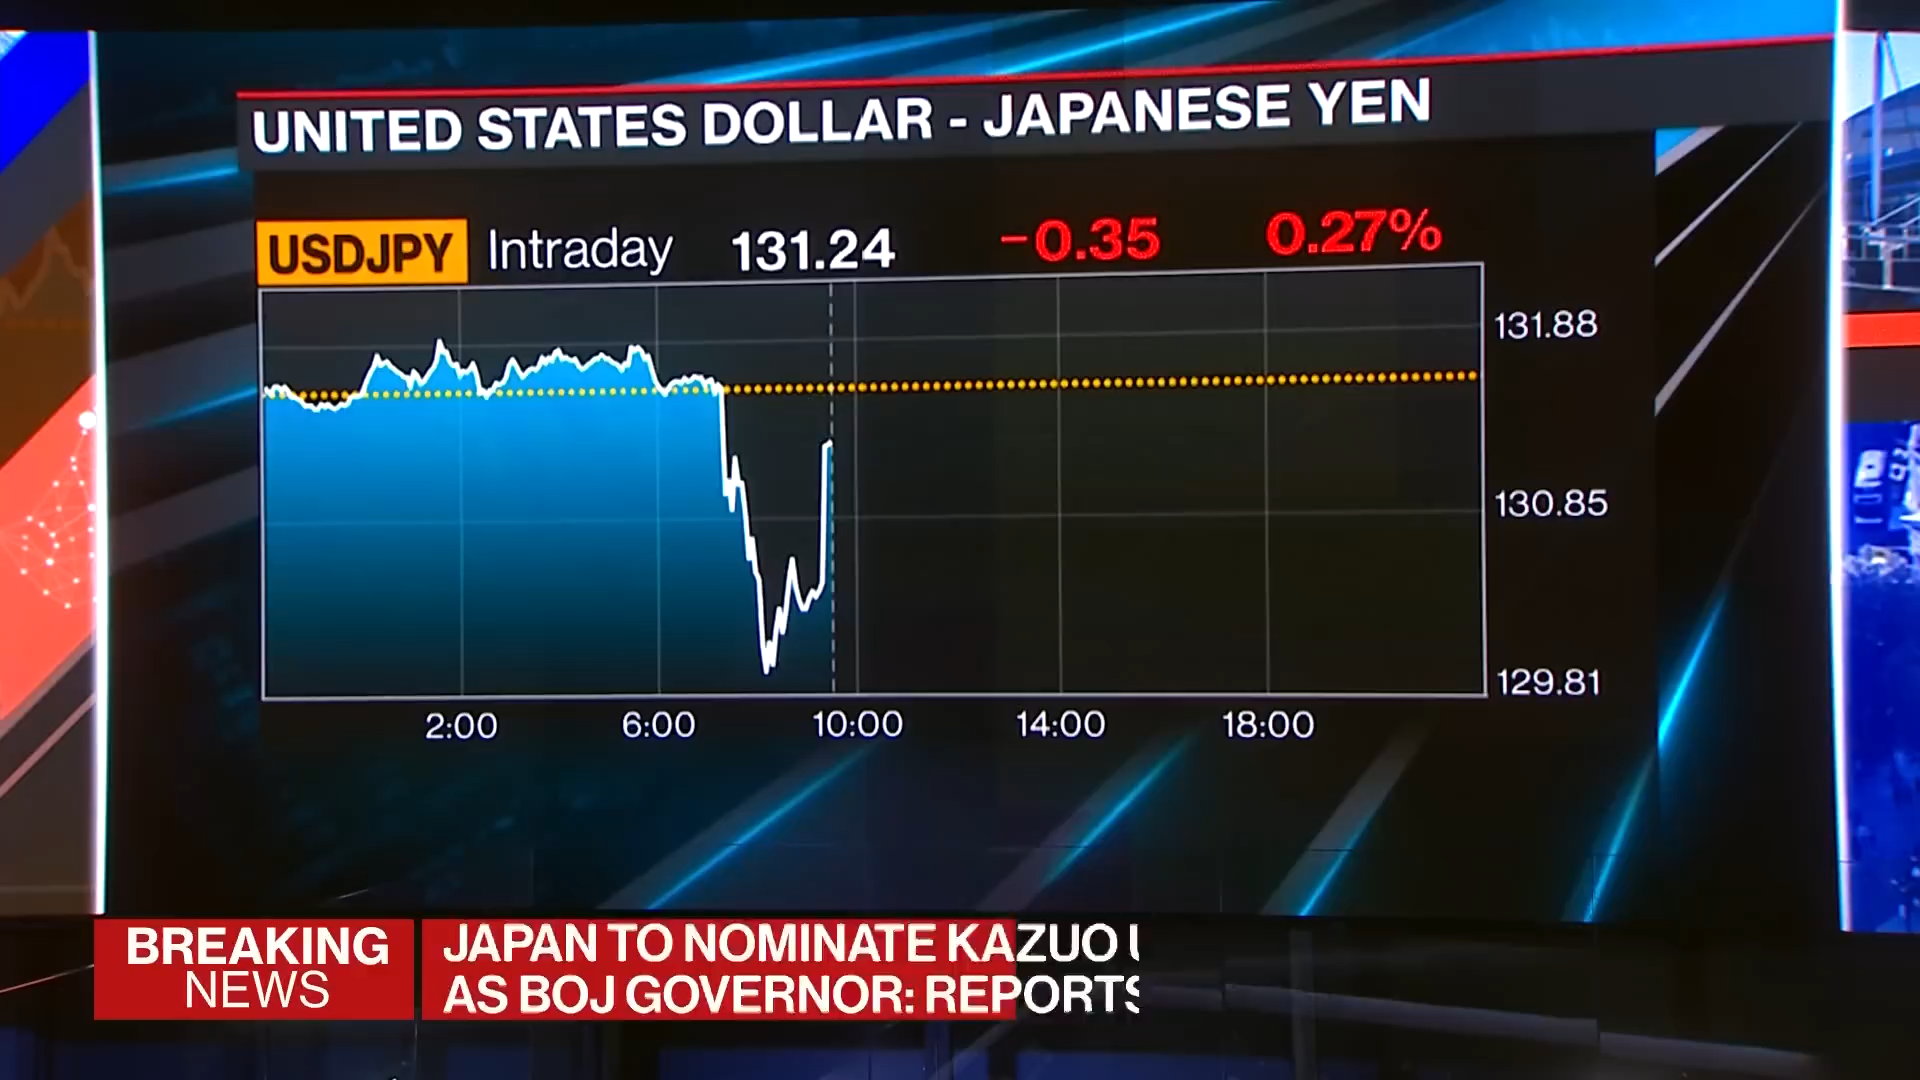 UNITED STATES DOLLAR - JAPANESE YEN
USDJPY Intraday 131.24 -0.35 0.27%
131.88
130.85
129.81
2:00 6:00 10:00 14:00 18:00
BREAKING
NEWS
JAPAN TO NOMINATE KAZUO
AS BOJ GOVERNOR: REPORTS